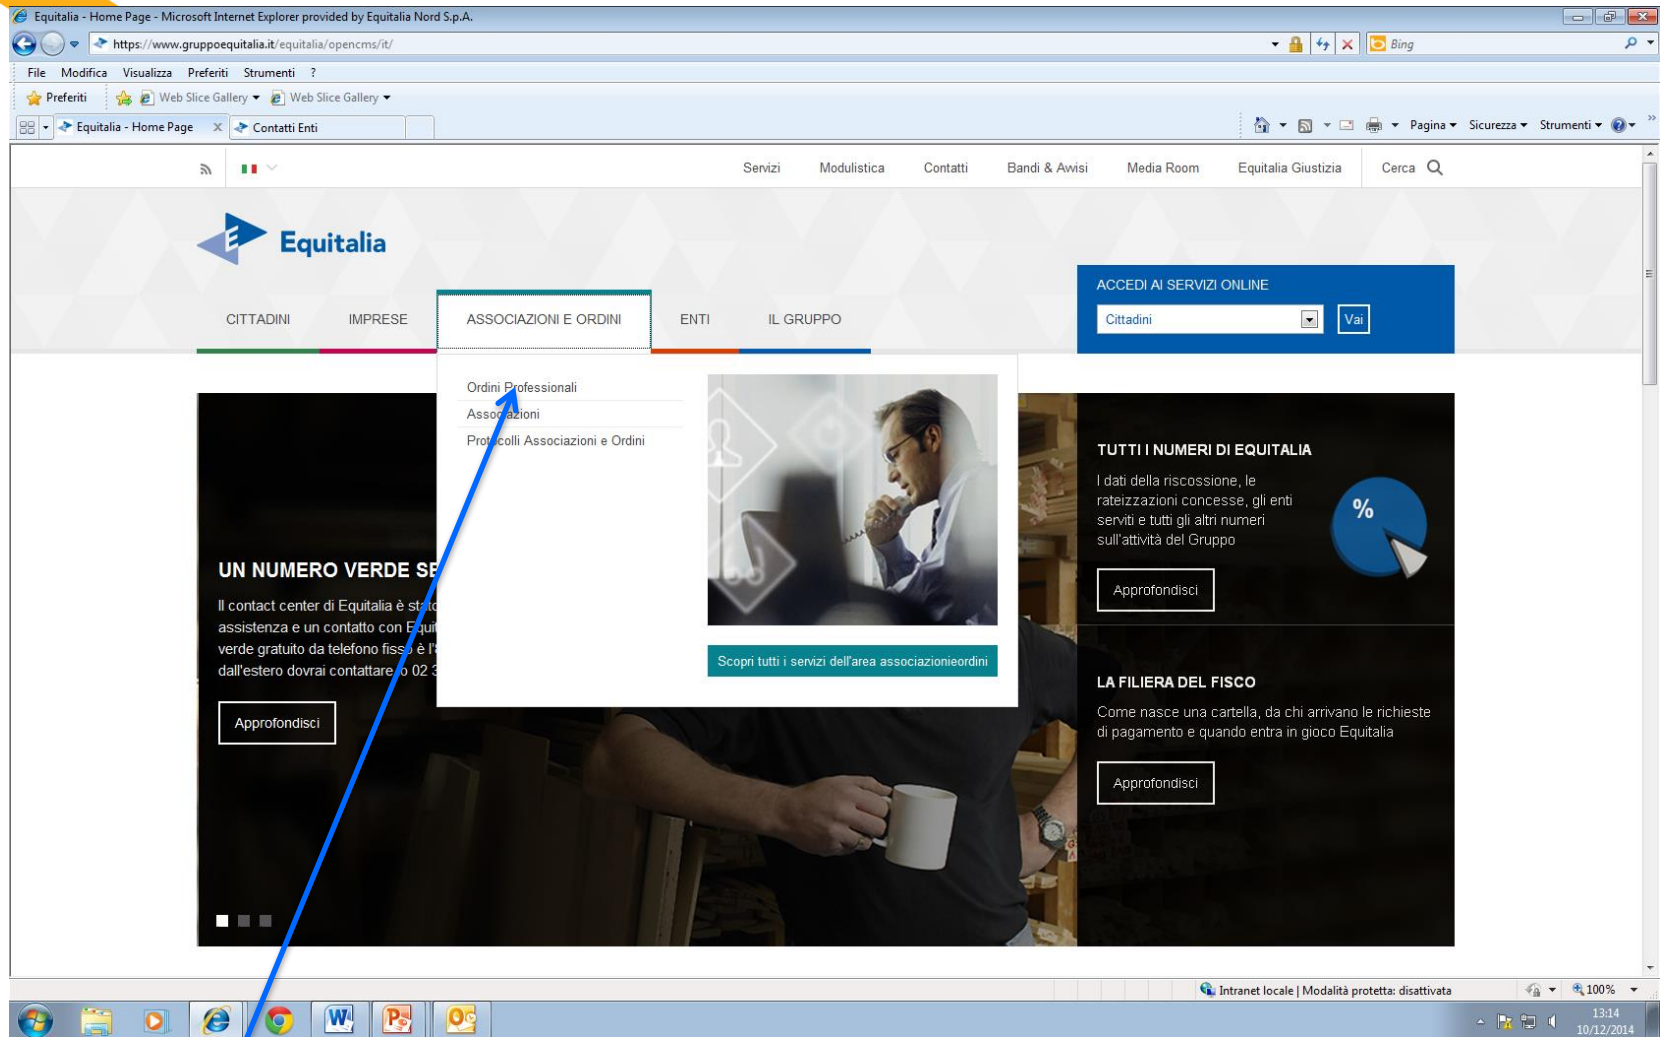 Equitalia - Home Page - Microsoft Internet Explorer provided by Equitalia Nord S.p.A.
https://www.gruppoequitalia.it/equitalia/opencms/it/
Bing
File Modifica Visualizza Preferiti Strumenti ?
Preferiti Web Slice Gallery Web Slice Gallery
Equitalia - Home Page X Contatti Enti
Pagina Sicurezza Strumenti
Servizi Modulistica Contatti Bandi & Avvisi Media Room Equitalia Giustizia Cerca
Equitalia
ACCEDI AI SERVIZI ONLINE
Cittadini Vai
CITTADINI IMPRESE ASSOCIAZIONI E ORDINI ENTI IL GRUPPO
Ordini Professionali
Associazioni
Protocolli Associazioni e Ordini
Scopri tutti i servizi dell'area associazionieordini
UN NUMERO VERDE SE
Il contact center di Equitalia è stato
assistenza e un contatto con Equit
verde gratuito da telefono fisso è l'
dall'estero dovrai contattare lo 02 3
Approfondisci
TUTTI I NUMERI DI EQUITALIA
I dati della riscossione, le
rateizzazioni concesse, gli enti
serviti e tutti gli altri numeri
sull'attività del Gruppo
%
Approfondisci
LA FILIERA DEL FISCO
Come nasce una cartella, da chi arrivano le richieste
di pagamento e quando entra in gioco Equitalia
Approfondisci
Intranet locale | Modalità protetta: disattivata
100%
13:14
10/12/2014